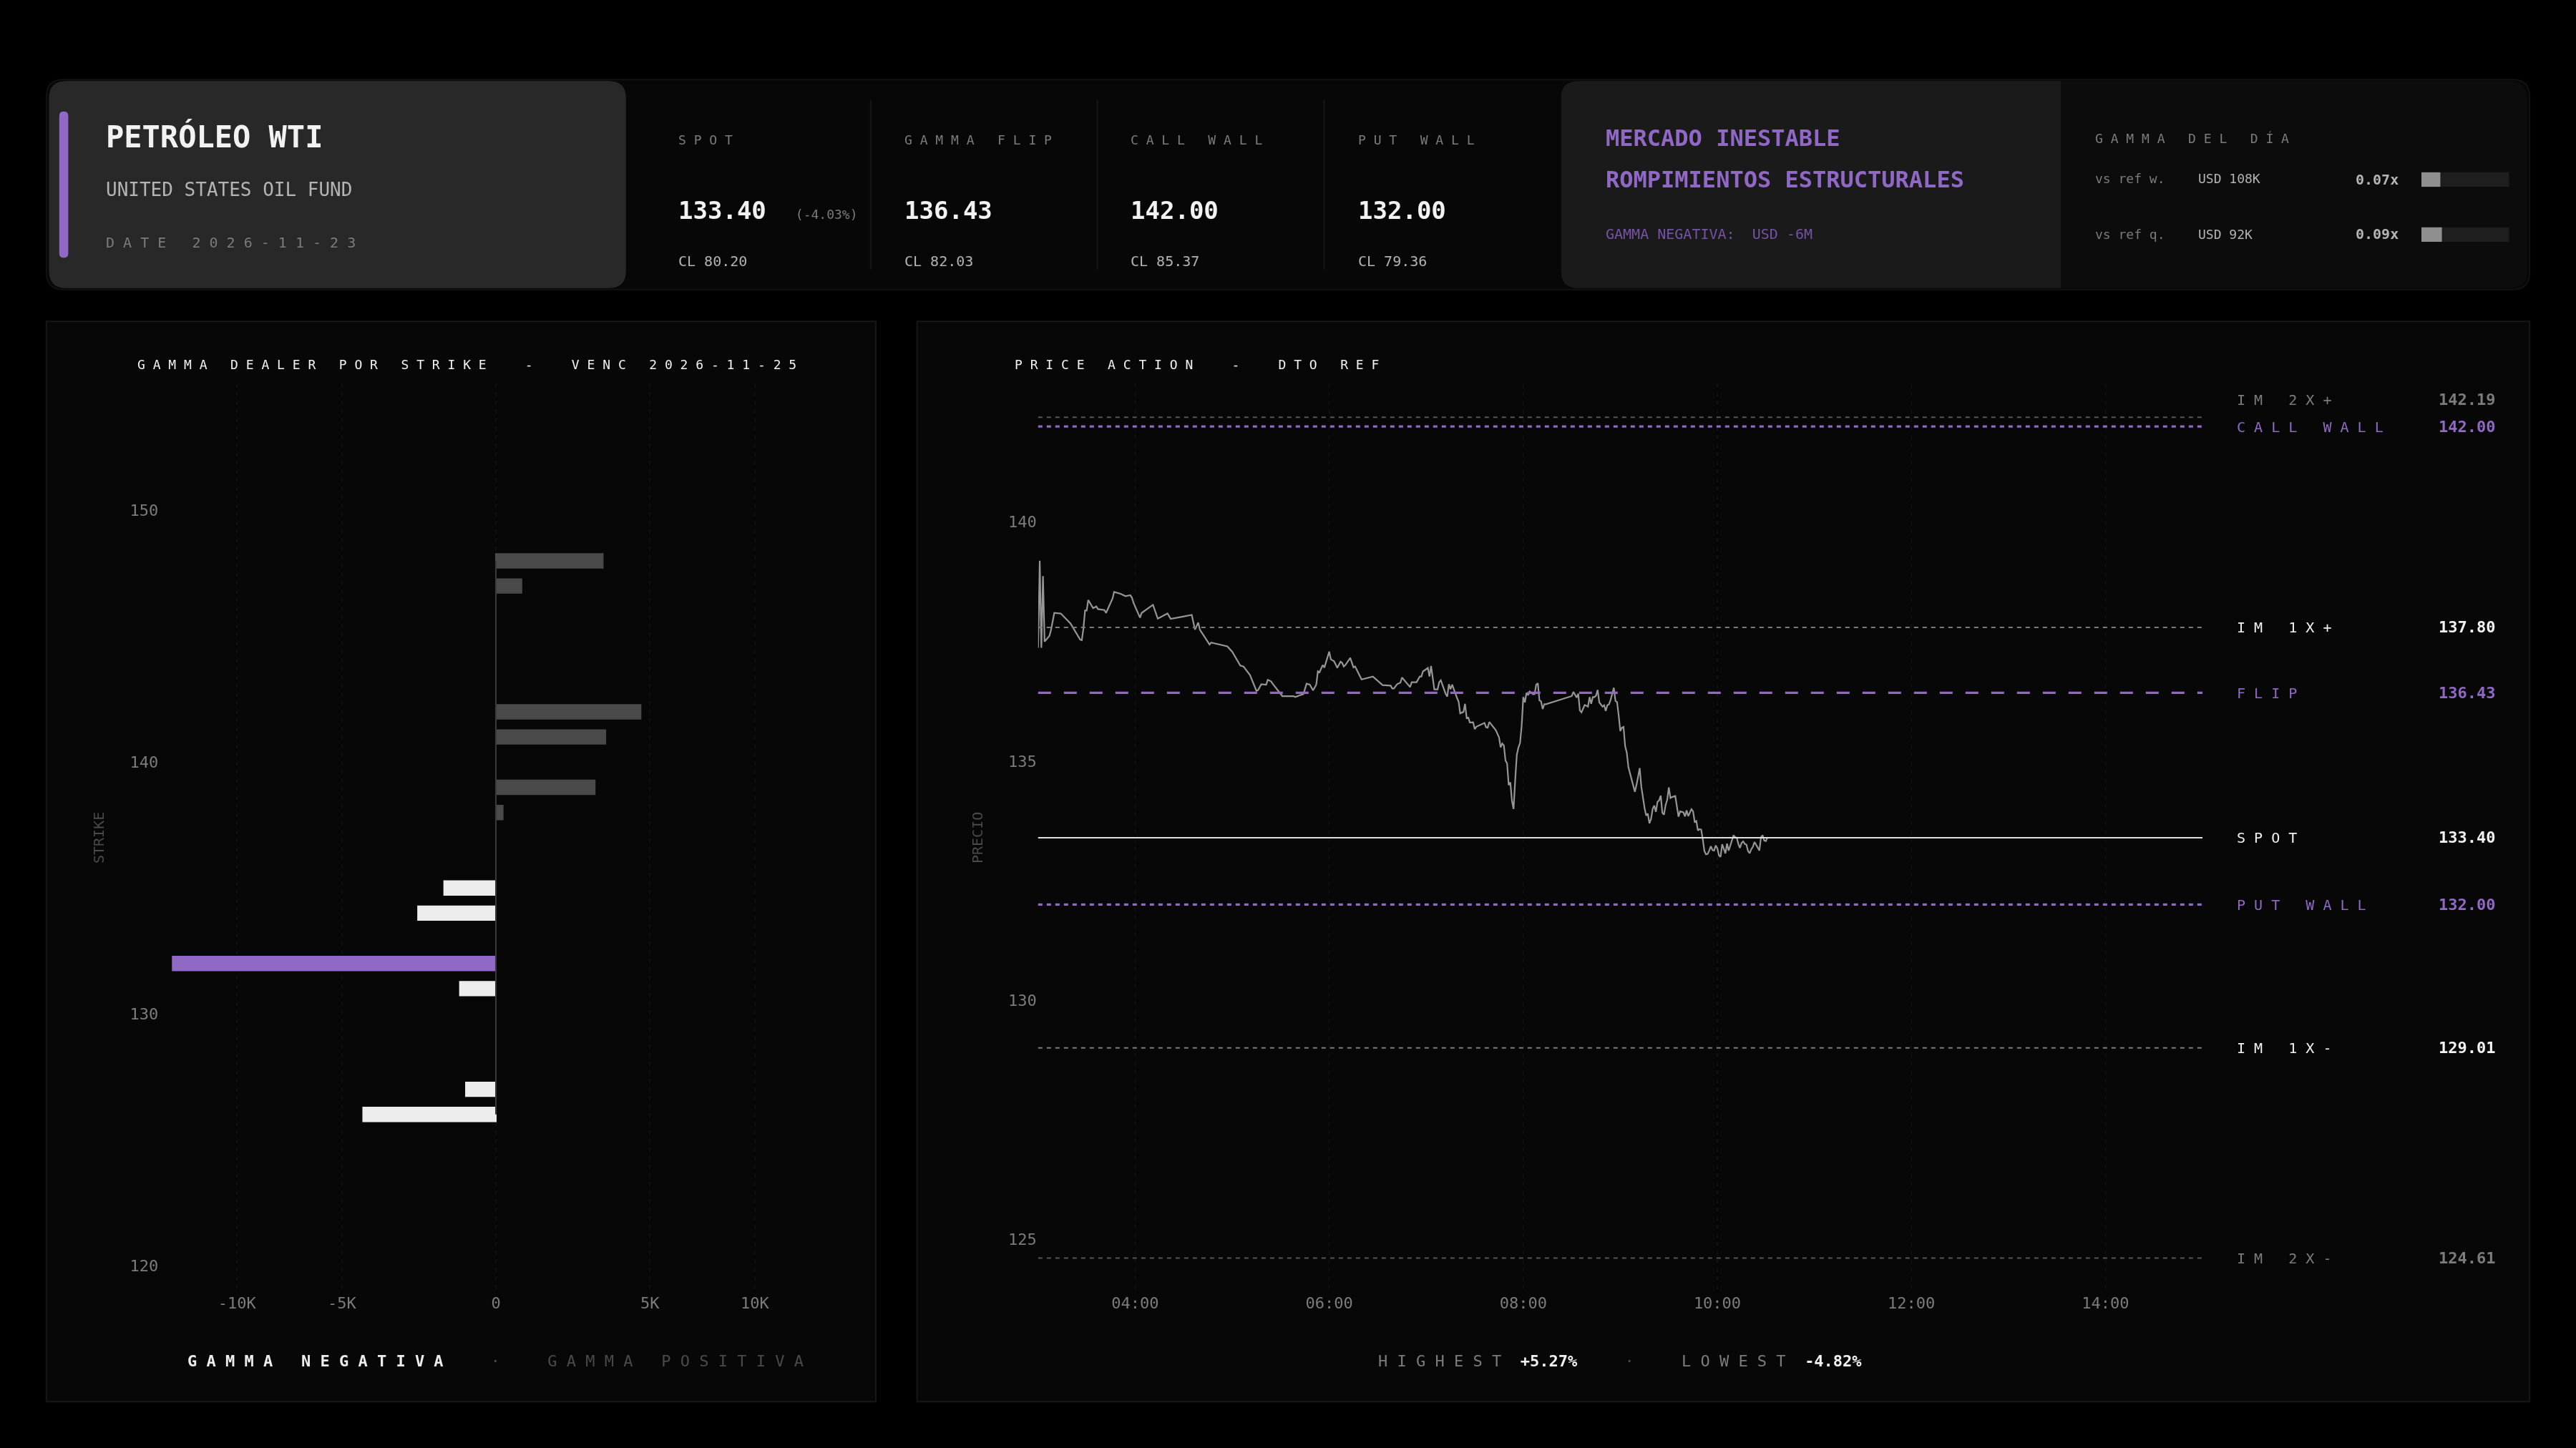 PETRÓLEO WTI
UNITED STATES OIL FUND
DATE 2026-11-23
SPOT
133.40 (-4.03%)
CL 80.20
GAMMA FLIP
136.43
CL 82.03
CALL WALL
142.00
CL 85.37
PUT WALL
132.00
CL 79.36
MERCADO INESTABLE
ROMPIMIENTOS ESTRUCTURALES
GAMMA NEGATIVA: USD -6M
GAMMA DEL DÍA
vs ref w. USD 108K 0.07x
vs ref q. USD 92K 0.09x
GAMMA DEALER POR STRIKE - VENC 2026-11-25
150
140
130
120
STRIKE
-10K -5K 0 5K 10K
GAMMA NEGATIVA · GAMMA POSITIVA
PRICE ACTION - DTO REF
140
135
130
125
PRECIO
IM 2X+ 142.19
CALL WALL 142.00
IM 1X+ 137.80
FLIP 136.43
SPOT 133.40
PUT WALL 132.00
IM 1X- 129.01
IM 2X- 124.61
04:00 06:00 08:00 10:00 12:00 14:00
HIGHEST +5.27% · LOWEST -4.82%